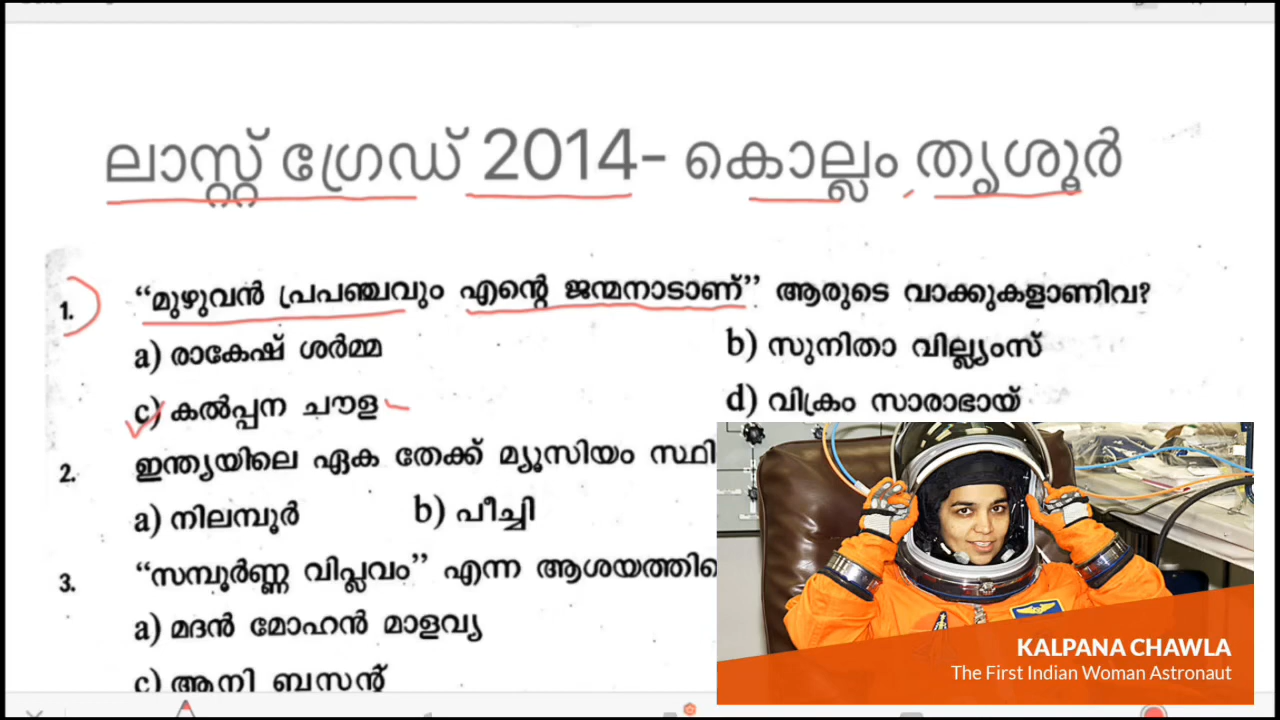 ലാസ്റ്റ് ഗ്രേഡ് 2014- കൊല്ലം തൃശൂർ
1. “മുഴുവൻ പ്രപഞ്ചവും എന്റെ ജന്മനാടാണ്” ആരുടെ വാക്കുകളാണിവ?
a) രാകേഷ് ശർമ്മ b) സുനിതാ വില്ല്യംസ്
c) കൽപ്പന ചൗള d) വിക്രം സാരാഭായ്
2. ഇന്ത്യയിലെ ഏക തേക്ക് മ്യൂസിയം
a) നിലമ്പൂർ b) പീച്ചി
3. “സമ്പൂർണ്ണ വിപ്ലവം” എന്ന
a) മദൻ മോഹൻ മാളവ്യ
c) ആനി ബസന്റ്
KALPANA CHAWLA
The First Indian Woman Astronaut